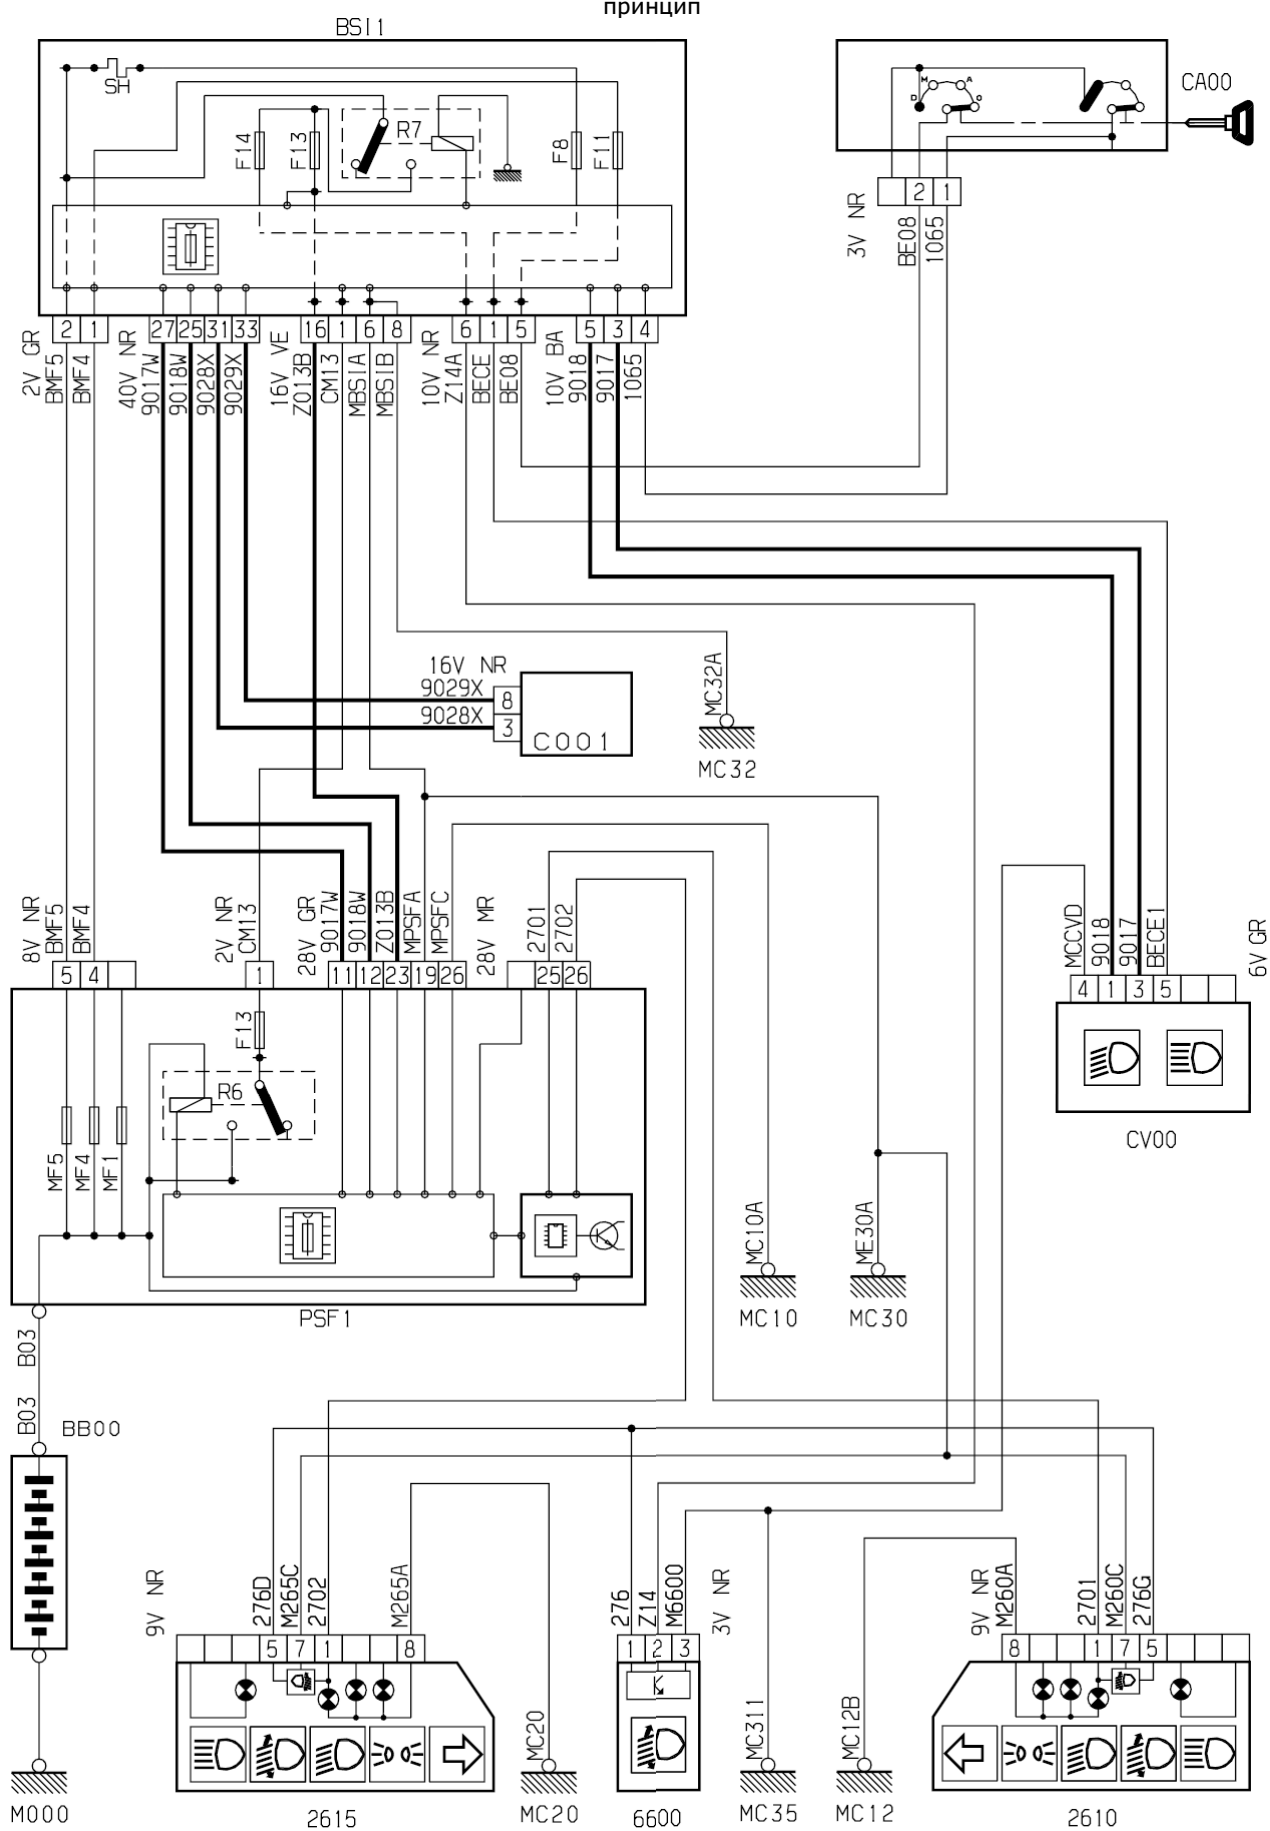 принцип
BSI1
SH
F14
F13
R7
F8
F11
M
A
D
C
CA00
3V NR
2
1
BE08
1065
2V GR
2
1
BMF5
BMF4
40V NR
27
25
31
33
9017W
9018W
9028X
9029X
16V VE
16
1
6
8
Z013B
CM13
MBSIA
MBSIB
10V NR
6
1
5
Z14A
BECE
BE08
10V BA
5
3
4
9018
9017
1065
16V NR
9029X
8
9028X
3
C001
MC32A
MC32
8V NR
BMF5
BMF4
5
4
2V NR
CM13
1
28V GR
9017W
9018W
Z013B
MPSFA
MPSFC
11
12
23
19
26
28V MR
2701
2702
25
26
MCCVD
9018
9017
BECE1
6V GR
4
1
3
5
CV00
F13
R6
MF5
MF4
MF1
PSF1
MC10A
MC10
ME30A
MC30
B03
B03
BB00
M000
9V NR
276D
M265C
2702
M265A
5
7
1
8
2615
MC20
MC20
276
Z14
M6600
3V NR
1
2
3
6600
MC311
MC35
MC12B
MC12
9V NR
M260A
2701
M260C
276G
8
1
7
5
2610